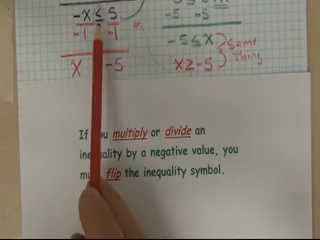 -x ≤ 5
-5 -5
-1 -1
-5 ≤ x
x -5
x ≥ -5
Same
Thing
If you multiply or divide an
inequality by a negative value, you
flip the inequality symbol.